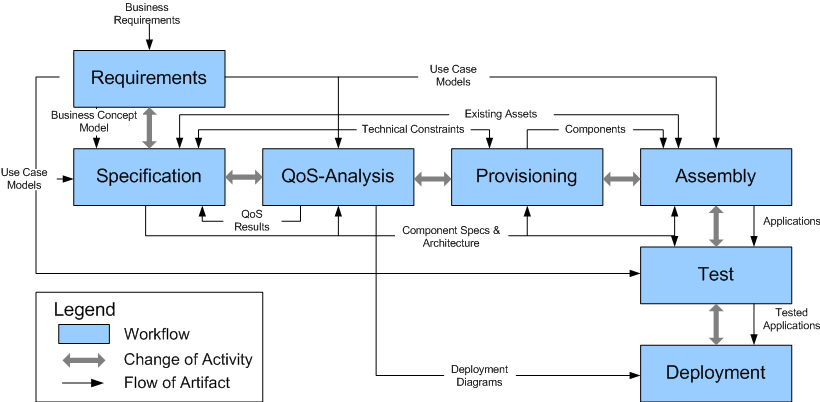 Business
Requirements
Requirements
Use Case
Models
Business Concept
Model
Existing Assets
Technical Constraints
Components
Use Case
Models
Specification
QoS-Analysis
Provisioning
Assembly
QoS
Results
Component Specs &
Architecture
Applications
Test
Legend
Workflow
Change of Activity
Flow of Artifact
Tested
Applications
Deployment
Diagrams
Deployment